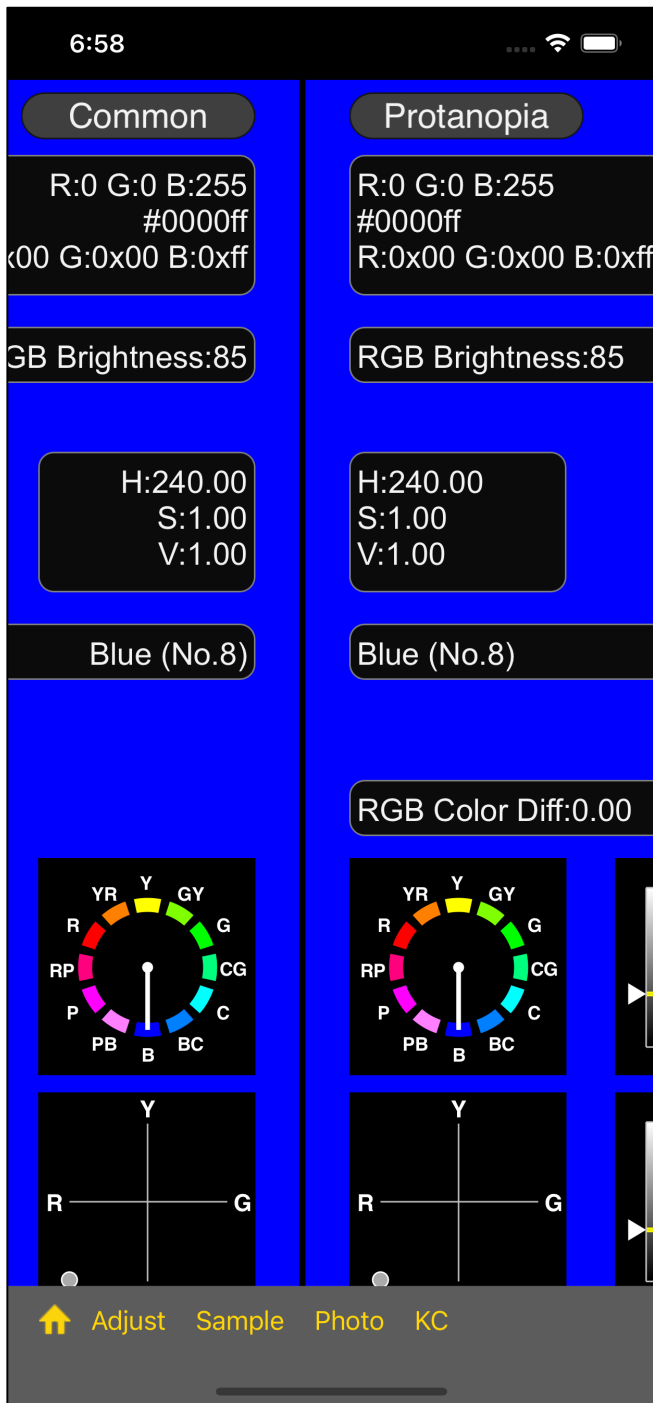 6:58
Common
R:0 G:0 B:255
#0000ff
x00 G:0x00 B:0xff
GB Brightness:85
H:240.00
S:1.00
V:1.00
Blue (No.8)
Y
YR
GY
R
G
RP
CG
P
C
PB
BC
B
Y
R
G
Protanopia
R:0 G:0 B:255
#0000ff
R:0x00 G:0x00 B:0xff
RGB Brightness:85
H:240.00
S:1.00
V:1.00
Blue (No.8)
RGB Color Diff:0.00
Y
YR
GY
R
G
RP
CG
P
C
PB
BC
B
Y
R
G
Adjust Sample Photo KC